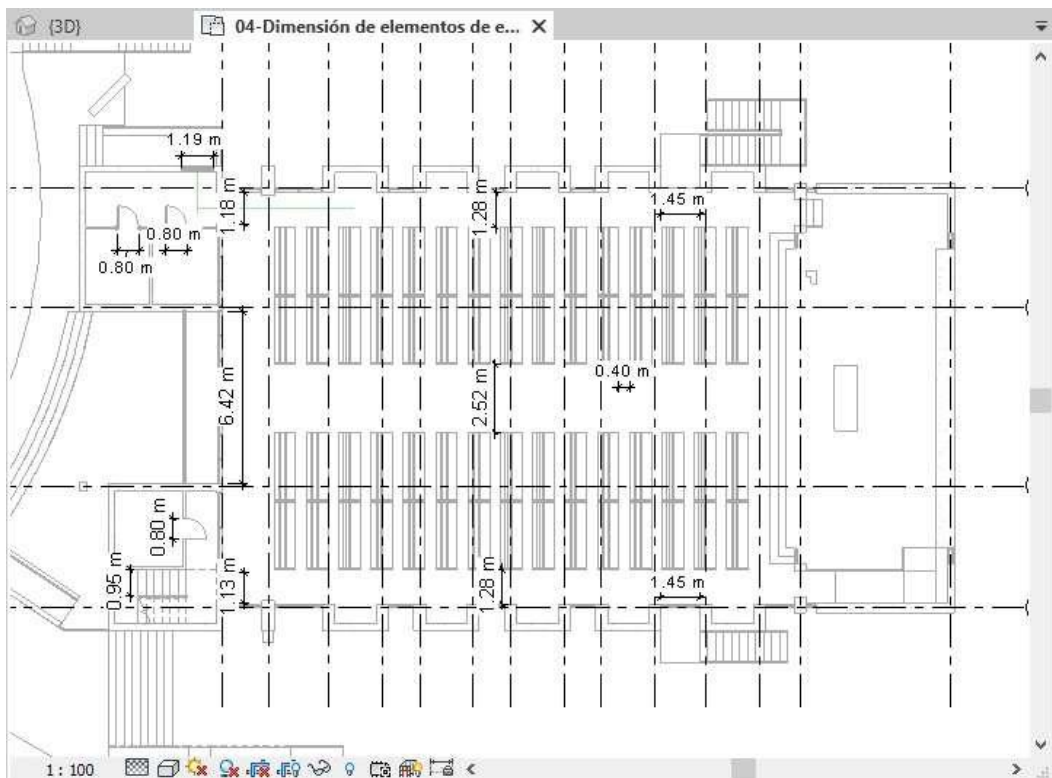 {3D}
04-Dimensión de elementos de e...
1.19 m
1.18 m
1.28 m
1.45 m
0.80 m
0.80 m
6.42 m
2.52 m
0.40 m
0.80 m
0.95 m
1.13 m
1.28 m
1.45 m
1 : 100